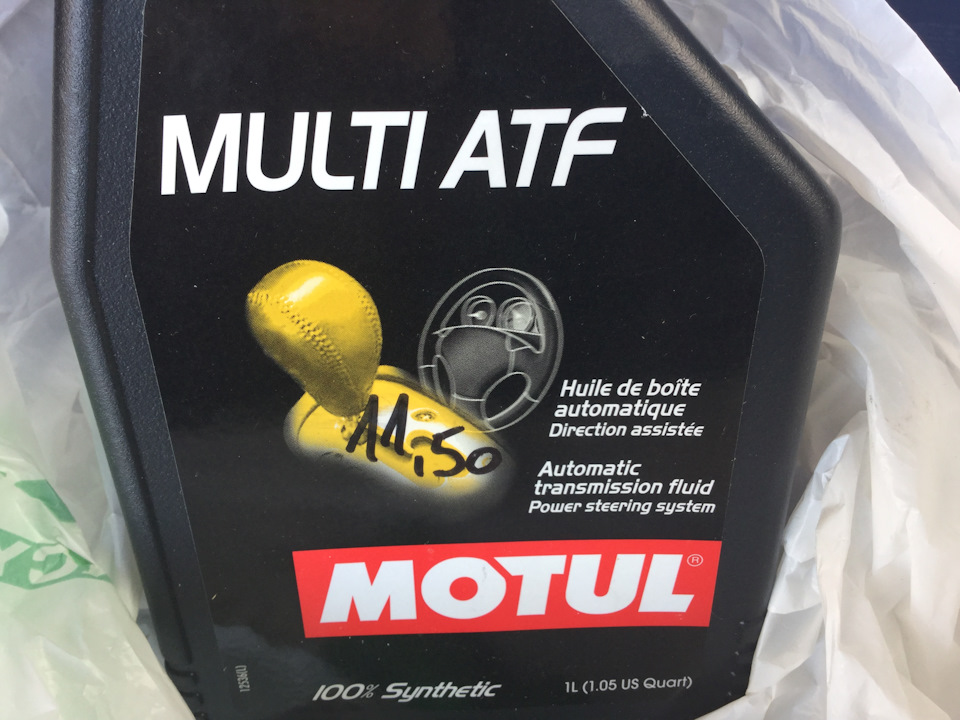 MULTI ATF
11,50
Huile de boîte
automatique
Direction assistée
Automatic
transmission fluid
Power steering system
MOTUL®
100% Synthetic
1L (1.05 US Quart)